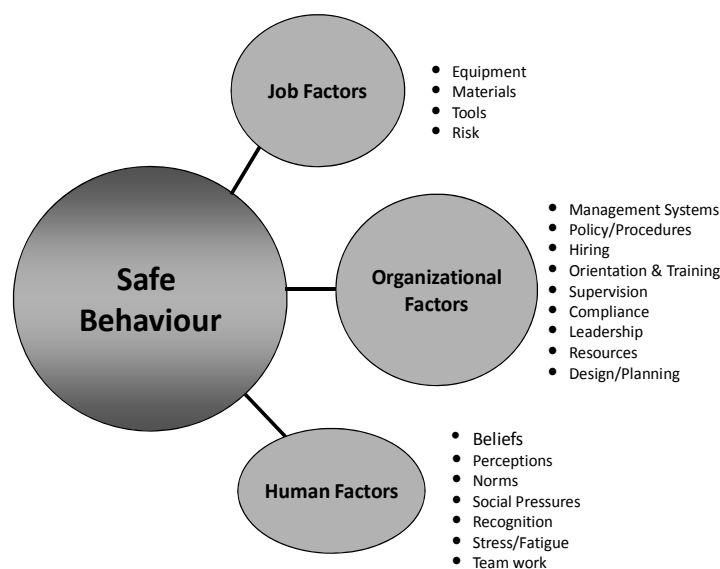 Job Factors
• Equipment
• Materials
• Tools
• Risk
Safe
Behaviour
Organizational
Factors
• Management Systems
• Policy/Procedures
• Hiring
• Orientation & Training
• Supervision
• Compliance
• Leadership
• Resources
• Design/Planning
Human Factors
• Beliefs
• Perceptions
• Norms
• Social Pressures
• Recognition
• Stress/Fatigue
• Team work